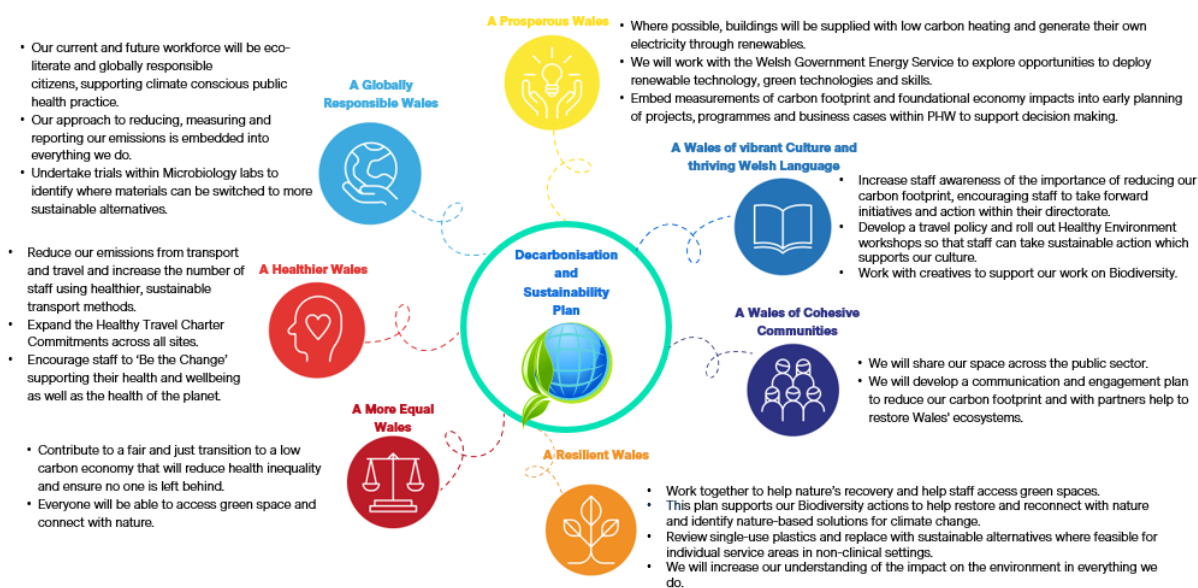 A Prosperous Wales
• Where possible, buildings will be supplied with low carbon heating and generate their own
electricity through renewables.
• We will work with the Welsh Government Energy Service to explore opportunities to deploy
renewable technology, green technologies and skills.
• Embed measurements of carbon footprint and foundational economy impacts into early planning
of projects, programmes and business cases within PHW to support decision making.
A Wales of vibrant Culture and
thriving Welsh Language
• Increase staff awareness of the importance of reducing our
carbon footprint, encouraging staff to take forward
initiatives and action within their directorate.
• Develop a travel policy and roll out Healthy Environment
workshops so that staff can take sustainable action which
supports our culture.
• Work with creatives to support our work on Biodiversity.
A Wales of Cohesive
Communities
• We will share our space across the public sector.
• We will develop a communication and engagement plan
to reduce our carbon footprint and with partners help to
restore Wales' ecosystems.
A Resilient Wales
• Work together to help nature's recovery and help staff access green spaces.
• This plan supports our Biodiversity actions to help restore and reconnect with nature
and identify nature-based solutions for climate change.
• Review single-use plastics and replace with sustainable alternatives where feasible for
individual service areas in non-clinical settings.
• We will increase our understanding of the impact on the environment in everything we
do.
A More Equal
Wales
• Contribute to a fair and just transition to a low
carbon economy that will reduce health inequality
and ensure no one is left behind.
• Everyone will be able to access green space and
connect with nature.
A Healthier Wales
• Reduce our emissions from transport
and travel and increase the number of
staff using healthier, sustainable
transport methods.
• Expand the Healthy Travel Charter
Commitments across all sites.
• Encourage staff to 'Be the Change'
supporting their health and wellbeing
as well as the health of the planet.
A Globally
Responsible Wales
• Our current and future workforce will be eco-
literate and globally responsible
citizens, supporting climate conscious public
health practice.
• Our approach to reducing, measuring and
reporting our emissions is embedded into
everything we do.
• Undertake trials within Microbiology labs to
identify where materials can be switched to more
sustainable alternatives.
Decarbonisation
and
Sustainability
Plan